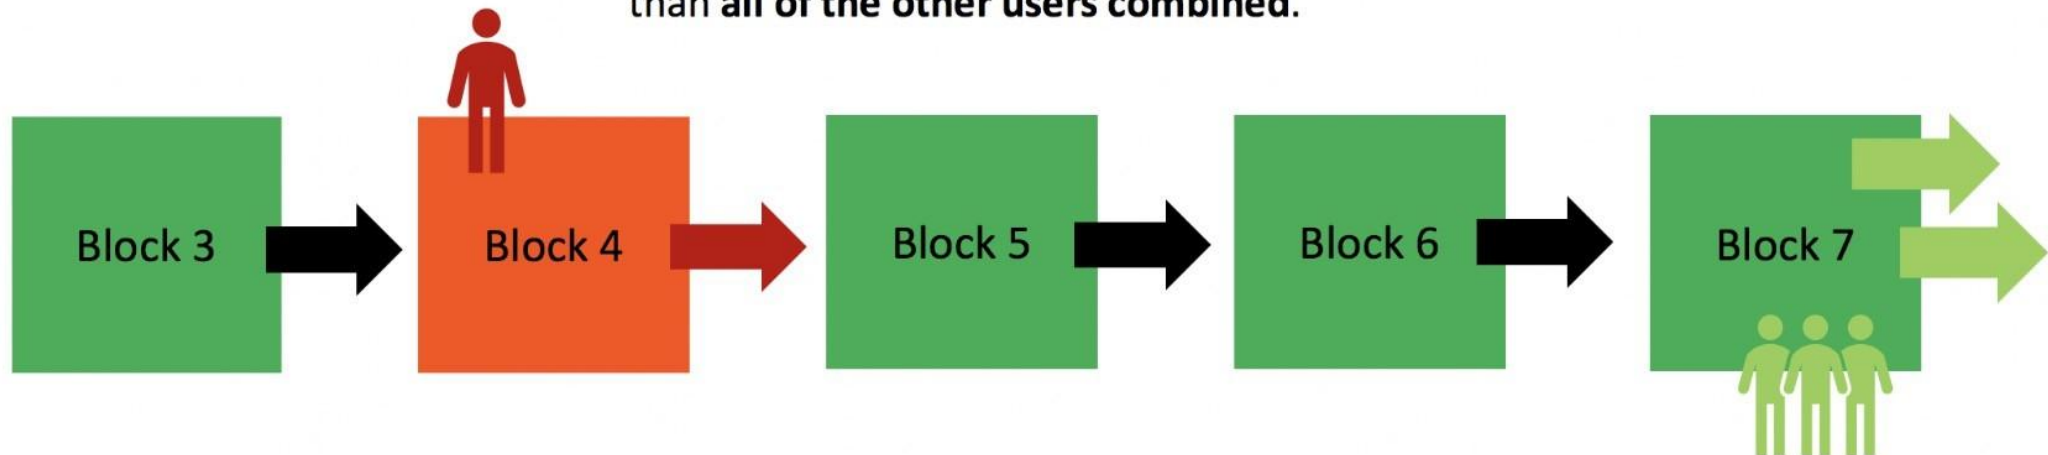 than all of the other users combined.
Block 3
Block 4
Block 5
Block 6
Block 7